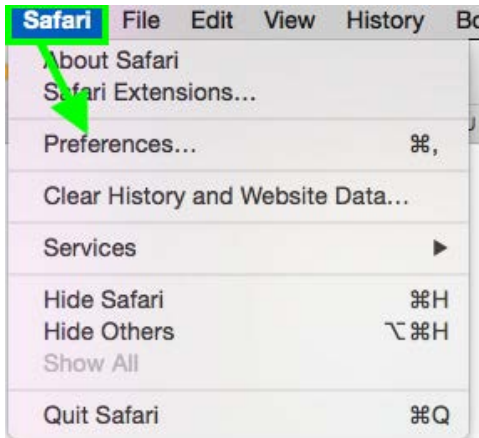 Safari File Edit View History
About Safari
Safari Extensions...
Preferences... ⌘,
Clear History and Website Data...
Services ▶
Hide Safari ⌘H
Hide Others ⌥⌘H
Show All
Quit Safari ⌘Q